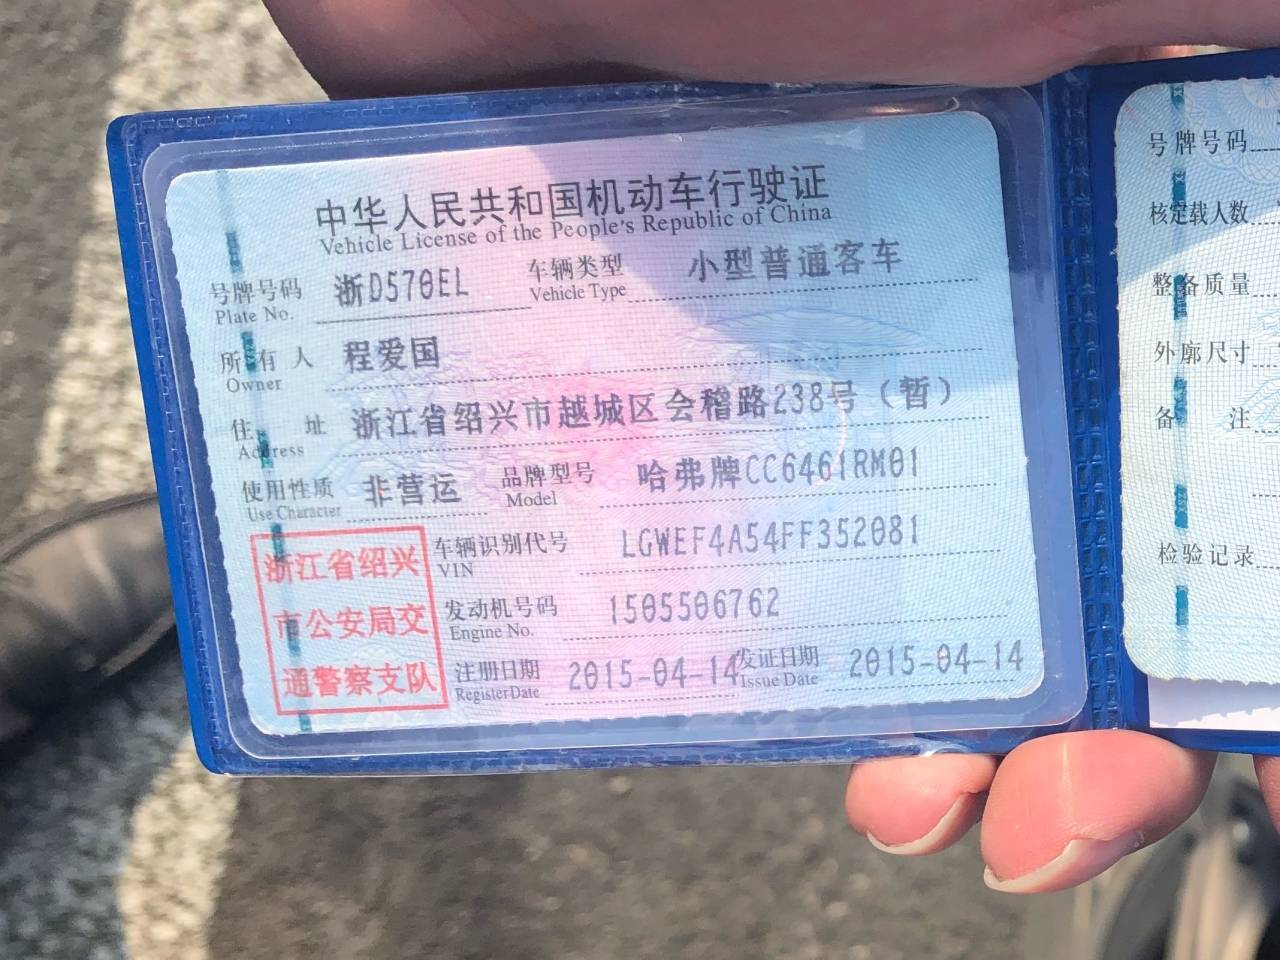 中华人民共和国机动车行驶证
Vehicle License of the People's Republic of China
号牌号码 浙D570EL 车辆类型 小型普通客车
Plate No. Vehicle Type
所有人 程爱国
Owner
住址 浙江省绍兴市越城区会稽路238号（暂）
Address
使用性质 非营运 品牌型号 哈弗牌CC6461RM01
Use Character Model
浙江省绍兴
市公安局交
通警察支队
车辆识别代号 LGWEF4A54FF352081
VIN
发动机号码 1505506762
Engine No.
注册日期 2015-04-14 发证日期 2015-04-14
Register Date Issue Date
号牌号码
核定载人数
整备质量
外廓尺寸
备注
检验记录